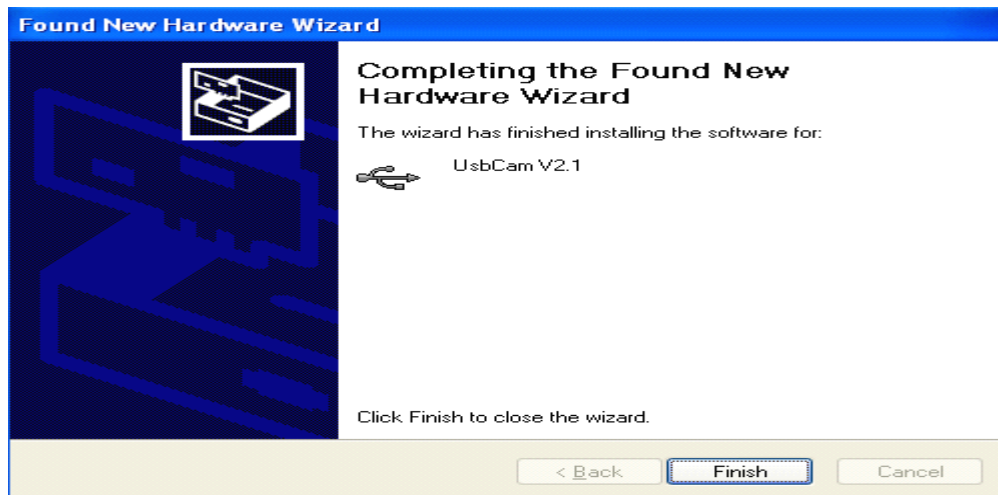 Found New Hardware Wizard
Completing the Found New
Hardware Wizard
The wizard has finished installing the software for:
UsbCam V2.1
Click Finish to close the wizard.
< Back
Finish
Cancel